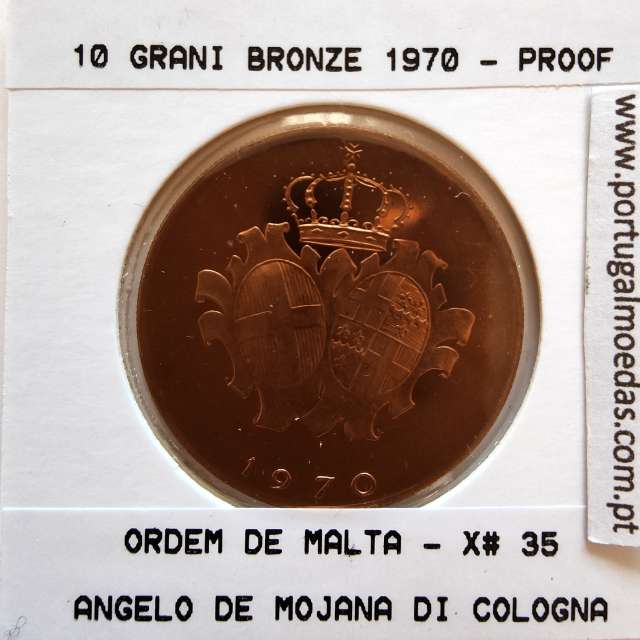 10 GRANI BRONZE 1970 - PROOF
www.portugalmoedas.com.pt
1970
ORDEM DE MALTA - X# 35
ANGELO DE MOJANA DI COLOGNA